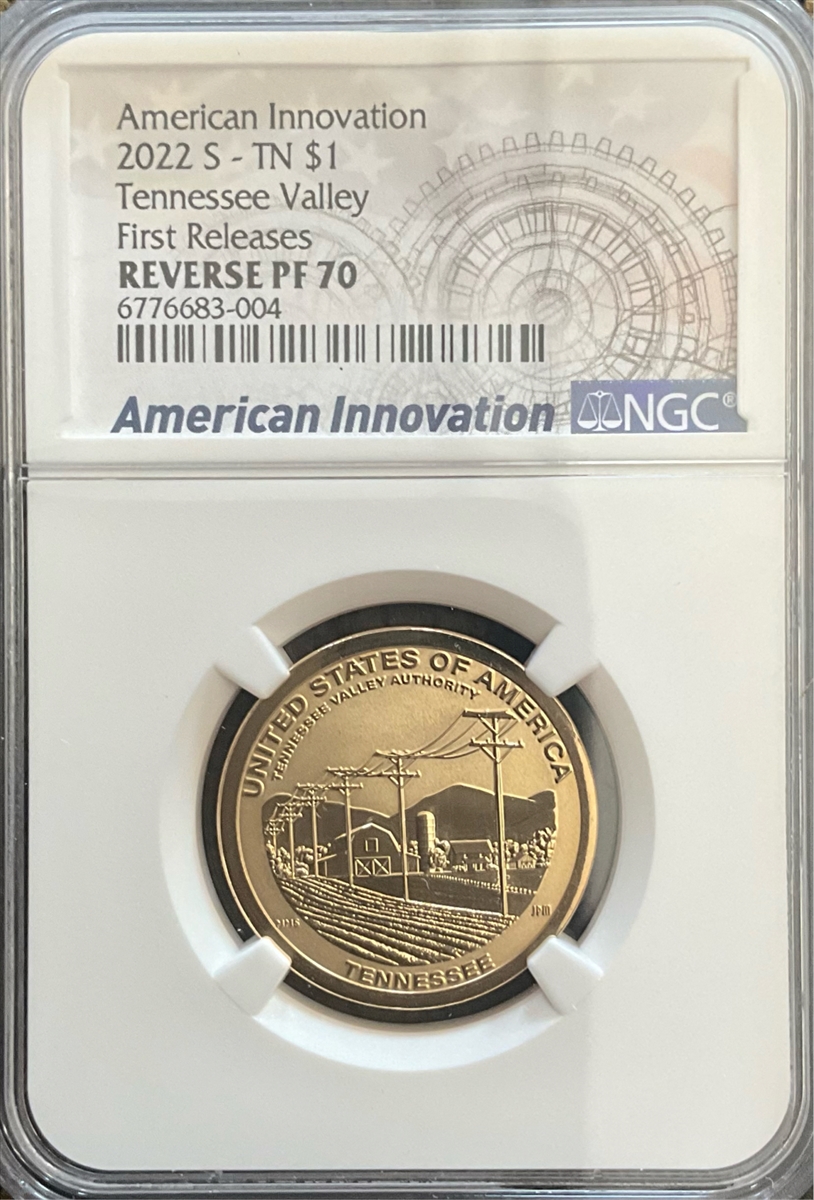 American Innovation
2022 S - TN $1
Tennessee Valley
First Releases
REVERSE PF 70
6776683-004
American Innovation NGC®
UNITED STATES OF AMERICA
TENNESSEE VALLEY AUTHORITY
TENNESSEE